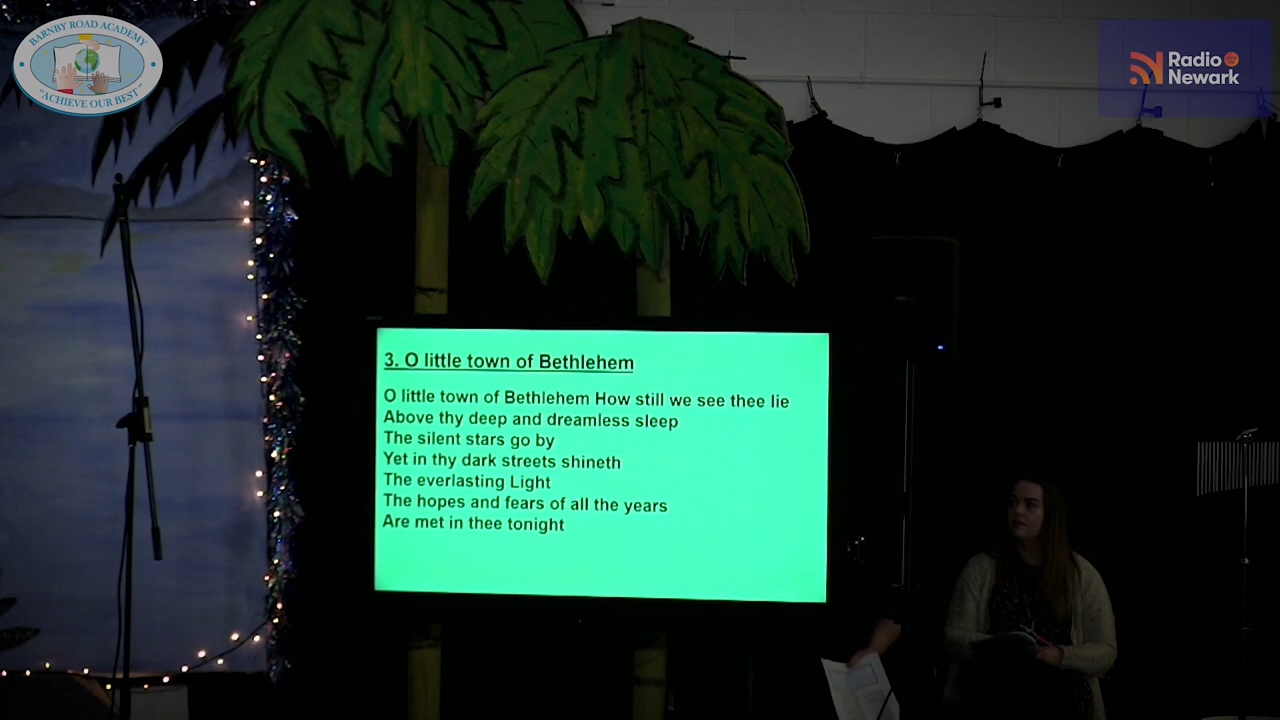 BARNBY ROAD ACADEMY
"ACHIEVE OUR BEST"
Radio
Newark
3. O little town of Bethlehem
O little town of Bethlehem How still we see thee lie
Above thy deep and dreamless sleep
The silent stars go by
Yet in thy dark streets shineth
The everlasting Light
The hopes and fears of all the years
Are met in thee tonight